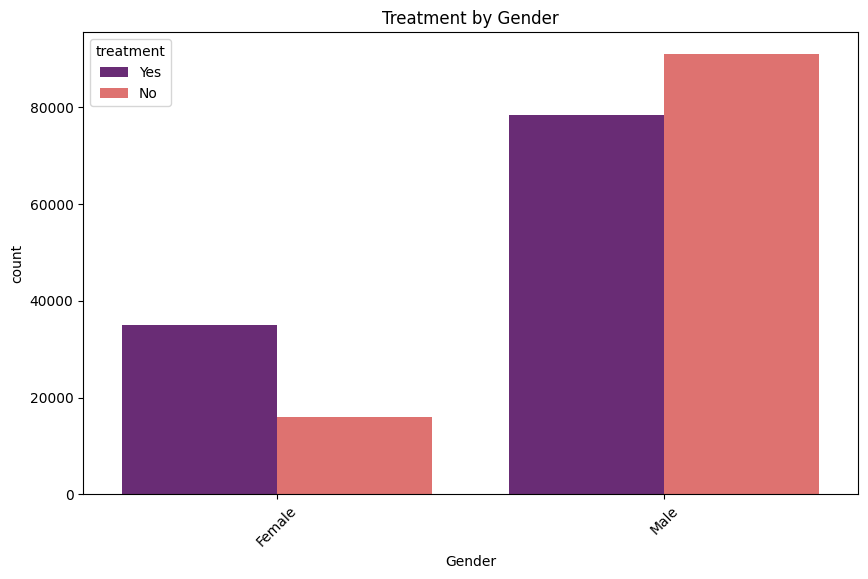 Treatment by Gender
treatment
Yes
No
count
80000
60000
40000
20000
0
Female
Male
Gender